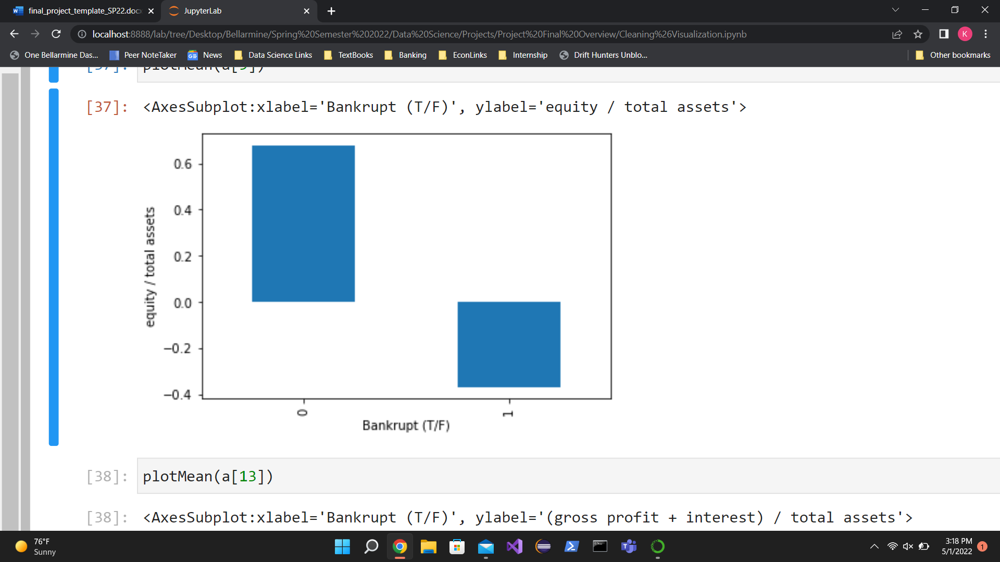 final_project_template_SP22.docx
JupyterLab
localhost:8888/lab/tree/Desktop/Bellarmine/Spring%20Semester%202022/Data%20Science/Projects/Project%20Final%20Overview/Cleaning%26Visualization.ipynb
K
One Bellarmine Das... Peer NoteTaker News Data Science Links TextBooks Banking EconLinks Internship Drift Hunters Unblo... Other bookmarks
[37]: plotMean(a[9])
[37]: <AxesSubplot:xlabel='Bankrupt (T/F)', ylabel='equity / total assets'>
0.6
0.4
0.2
0.0
−0.2
−0.4
equity / total assets
0 1
Bankrupt (T/F)
[38]: plotMean(a[13])
[38]: <AxesSubplot:xlabel='Bankrupt (T/F)', ylabel='(gross profit + interest) / total assets'>
76°F
Sunny
3:18 PM
5/1/2022
1